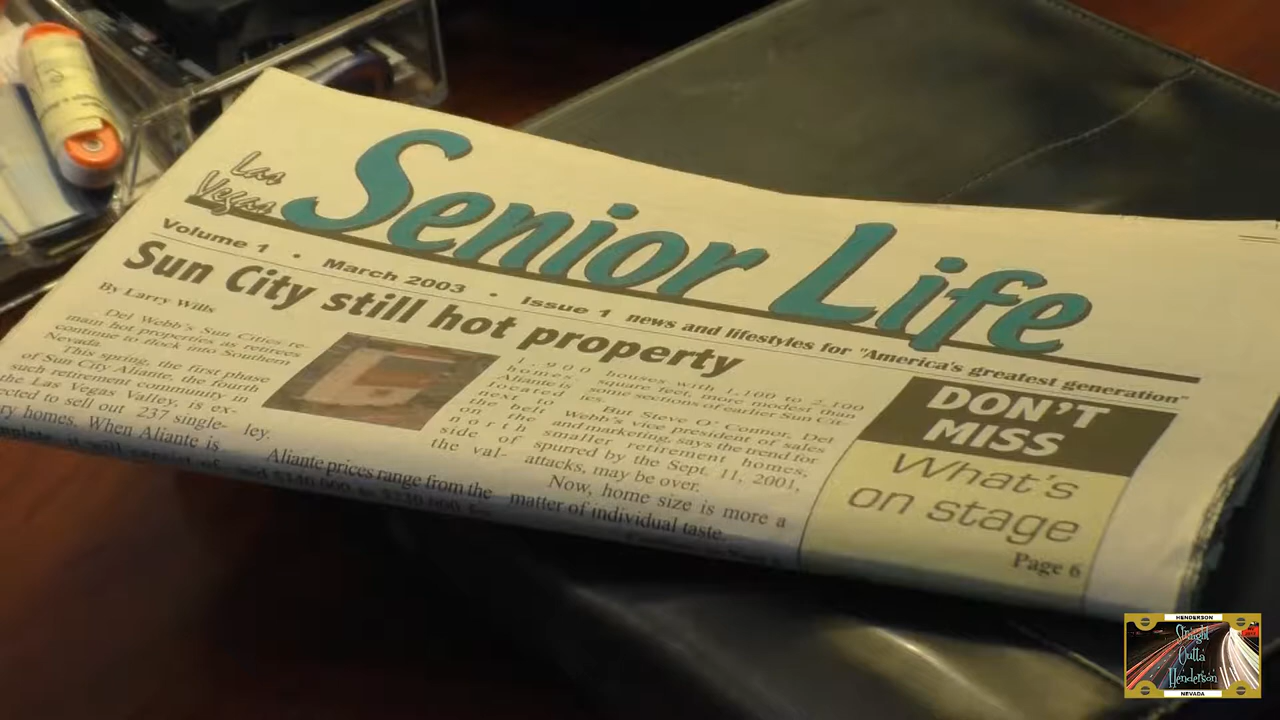 Las
Vegas
Senior Life
Volume 1 • March 2003 • Issue 1 news and lifestyles for "America's greatest generation"
Sun City still hot property
By Larry Wills
Del Webb's Sun Cities re-
main hot properties as retirees
continue to flock into Southern
Nevada.
This spring, the first phase
of Sun City Aliante, the fourth
such retirement community in
the Las Vegas Valley, is ex-
ected to sell out 237 single-
ry homes. When Aliante is
1,900
homes.
Aliante is
located
next to
the belt
on the
north
side of
the val-
ley.
Aliante prices range from the
houses with 1,100 to 2,100
square feet, more modest than
some sections of earlier Sun Cit-
ies.
But Steve O' Connor, Del
Webb's vice president of sales
and marketing, says the trend for
smaller retirement homes,
spurred by the Sept. 11, 2001,
attacks, may be over.
Now, home size is more a
matter of individual taste.
DON'T
MISS
What's
on stage
Page 6
HENDERSON
Straight
Outta
Henderson
NEVADA